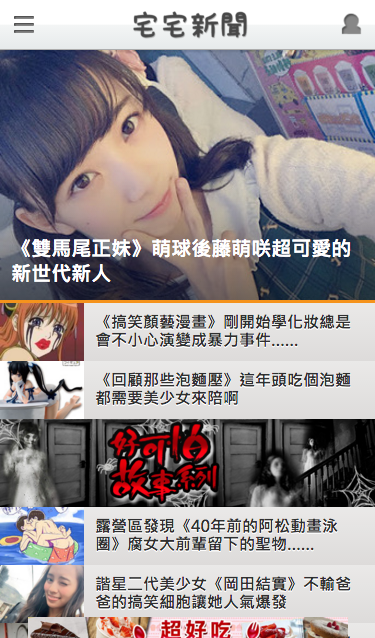 宅宅新聞
《雙馬尾正妹》萌球後藤萌咲超可愛的
新世代新人
《搞笑顏藝漫畫》剛開始學化妝總是
會不小心演變成暴力事件......
《回顧那些泡麵壓》這年頭吃個泡麵
都需要美少女來陪啊
好可怕
故事系列
露營區發現《40年前的阿松動畫泳
圈》腐女大前輩留下的聖物......
諧星二代美少女《岡田結實》不輸爸
爸的搞笑細胞讓她人氣爆發
超好吃